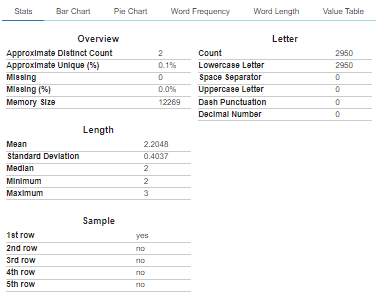 Stats Bar Chart Pie Chart Word Frequency Word Length Value Table
Overview
Approximate Distinct Count 2
Approximate Unique (%) 0.1%
Missing 0
Missing (%) 0.0%
Memory Size 12269
Letter
Count 2950
Lowercase Letter 2950
Space Separator 0
Uppercase Letter 0
Dash Punctuation 0
Decimal Number 0
Length
Mean 2.2048
Standard Deviation 0.4037
Median 2
Minimum 2
Maximum 3
Sample
1st row yes
2nd row no
3rd row no
4th row no
5th row no